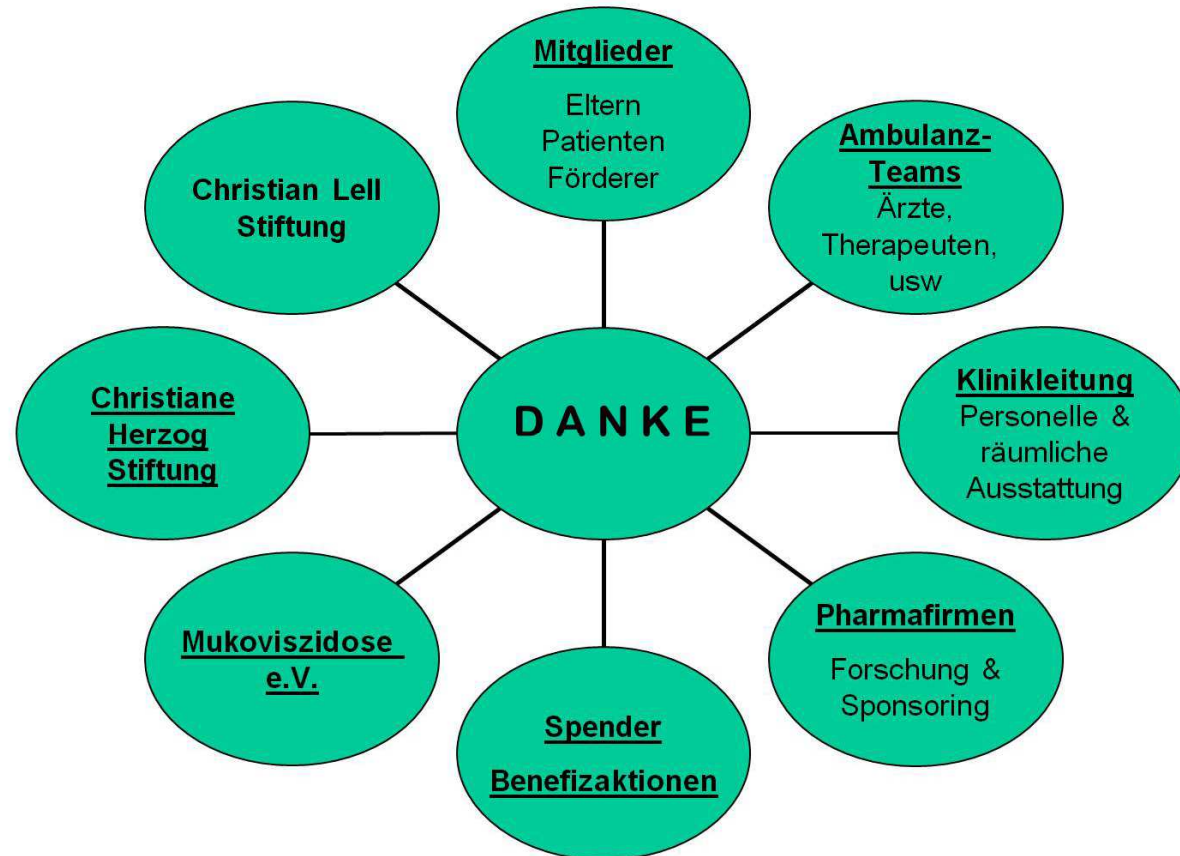 Mitglieder
Eltern
Patienten
Förderer
Ambulanz-
Teams
Ärzte,
Therapeuten,
usw
Klinikleitung
Personelle &
räumliche
Ausstattung
Pharmafirmen
Forschung &
Sponsoring
Spender
Benefizaktionen
Mukoviszidose
e.V.
Christiane
Herzog
Stiftung
Christian Lell
Stiftung
DANKE